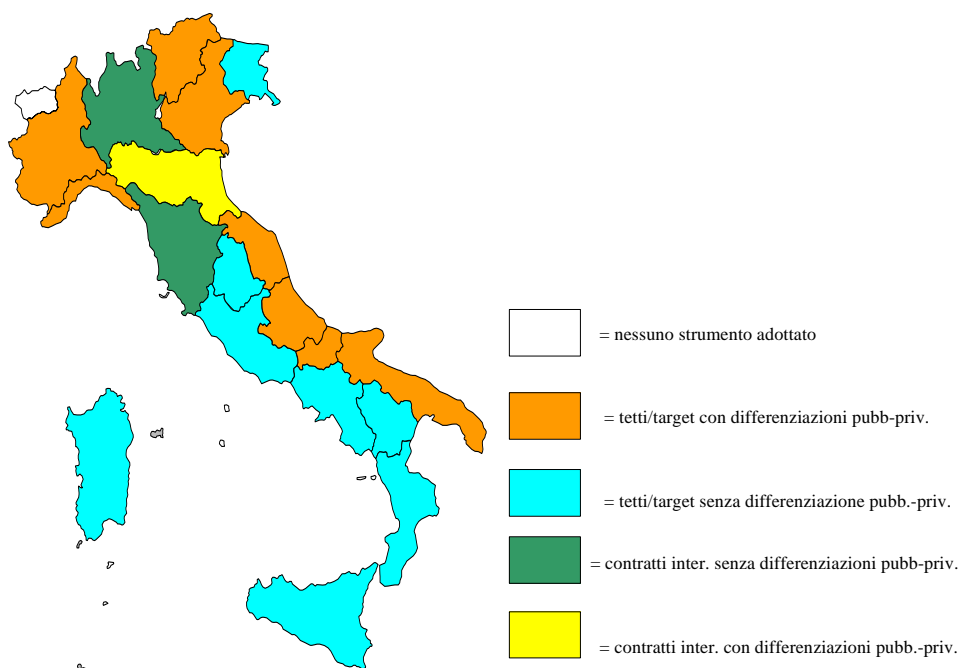 = nessuno strumento adottato
= tetti/target con differenziazioni pubb-priv.
= tetti/target senza differenziazione pubb.-priv.
= contratti inter. senza differenziazioni pubb-priv.
= contratti inter. con differenziazioni pubb.-priv.